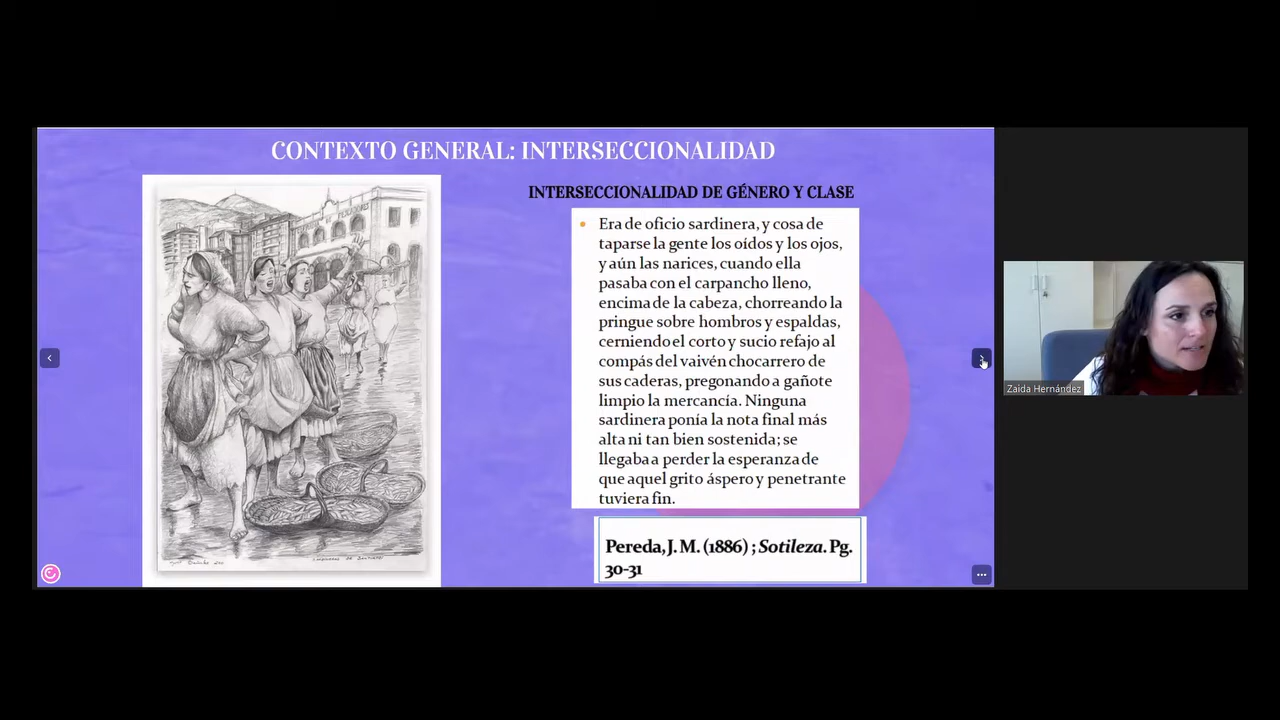 CONTEXTO GENERAL: INTERSECCIONALIDAD
INTERSECCIONALIDAD DE GÉNERO Y CLASE
Era de oficio sardinera, y cosa de
taparse la gente los oídos y los ojos,
y aún las narices, cuando ella
pasaba con el carpancho lleno,
encima de la cabeza, chorreando la
pringue sobre hombros y espaldas,
cerniendo el corto y sucio refajo al
compás del vaivén chocarrero de
sus caderas, pregonando a gañote
limpio la mercancía. Ninguna
sardinera ponía la nota final más
alta ni tan bien sostenida; se
llegaba a perder la esperanza de
que aquel grito áspero y penetrante
tuviera fin.
Pereda, J. M. (1886) ; Sotileza. Pg.
30-31
Zaida Hernández